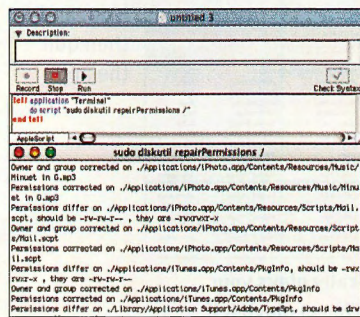 untitled 3
Description:
Record Stop Run
Check Syntax
tell application "Terminal"
do script "sudo diskutil repairPermissions /"
end tell
AppleScript
sudo diskutil repairPermissions /
Owner and group corrected on ./Applications/iPhoto.app/Contents/Resources/Music/
Minuet in G.mp3
Permissions corrected on ./Applications/iPhoto.app/Contents/Resources/Music/Minu
et in G.mp3
Permissions differ on ./Applications/iPhoto.app/Contents/Resources/Scripts/Mail.
scpt, should be -rw-rw-r-- , they are -rwxrwxr-x
Owner and group corrected on ./Applications/iPhoto.app/Contents/Resources/Script
s/Mail.scpt
Permissions corrected on ./Applications/iPhoto.app/Contents/Resources/Scripts/Ma
il.scpt
Permissions differ on ./Applications/iTunes.app/Contents/PkgInfo, should be -rwx
rwxr-x , they are -rw-rw-r--
Owner and group corrected on ./Applications/iTunes.app/Contents/PkgInfo
Permissions corrected on ./Applications/iTunes.app/Contents/PkgInfo
Permissions differ on ./Library/Application Support/Adobe/TypeSpt, should be drw